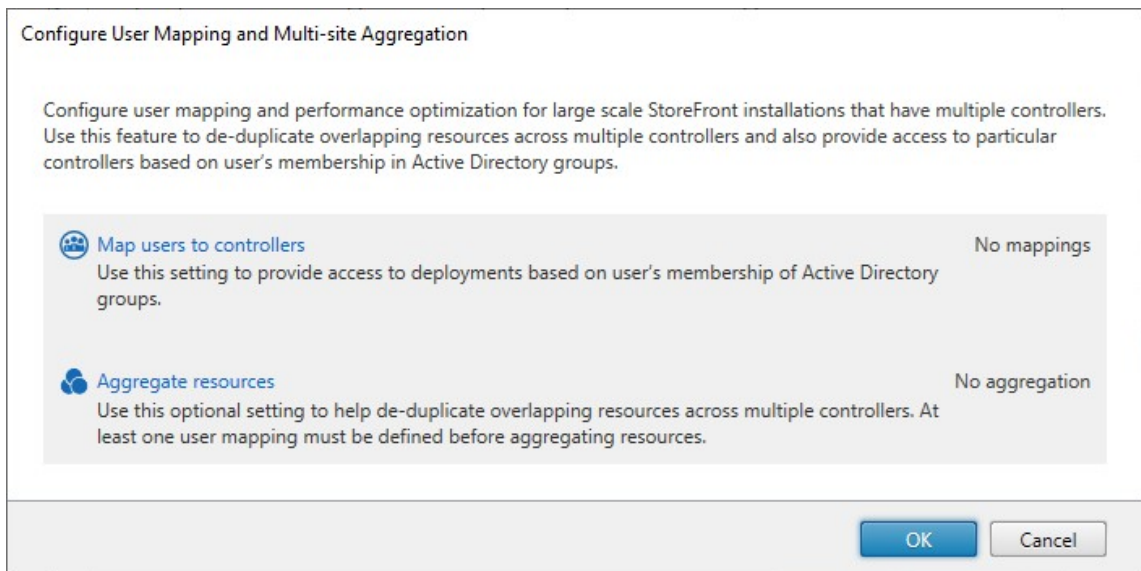 Configure User Mapping and Multi-site Aggregation
Configure user mapping and performance optimization for large scale StoreFront installations that have multiple controllers.
Use this feature to de-duplicate overlapping resources across multiple controllers and also provide access to particular
controllers based on user's membership in Active Directory groups.
Map users to controllers
No mappings
Use this setting to provide access to deployments based on user's membership of Active Directory
groups.
Aggregate resources
No aggregation
Use this optional setting to help de-duplicate overlapping resources across multiple controllers. At
least one user mapping must be defined before aggregating resources.
OK
Cancel